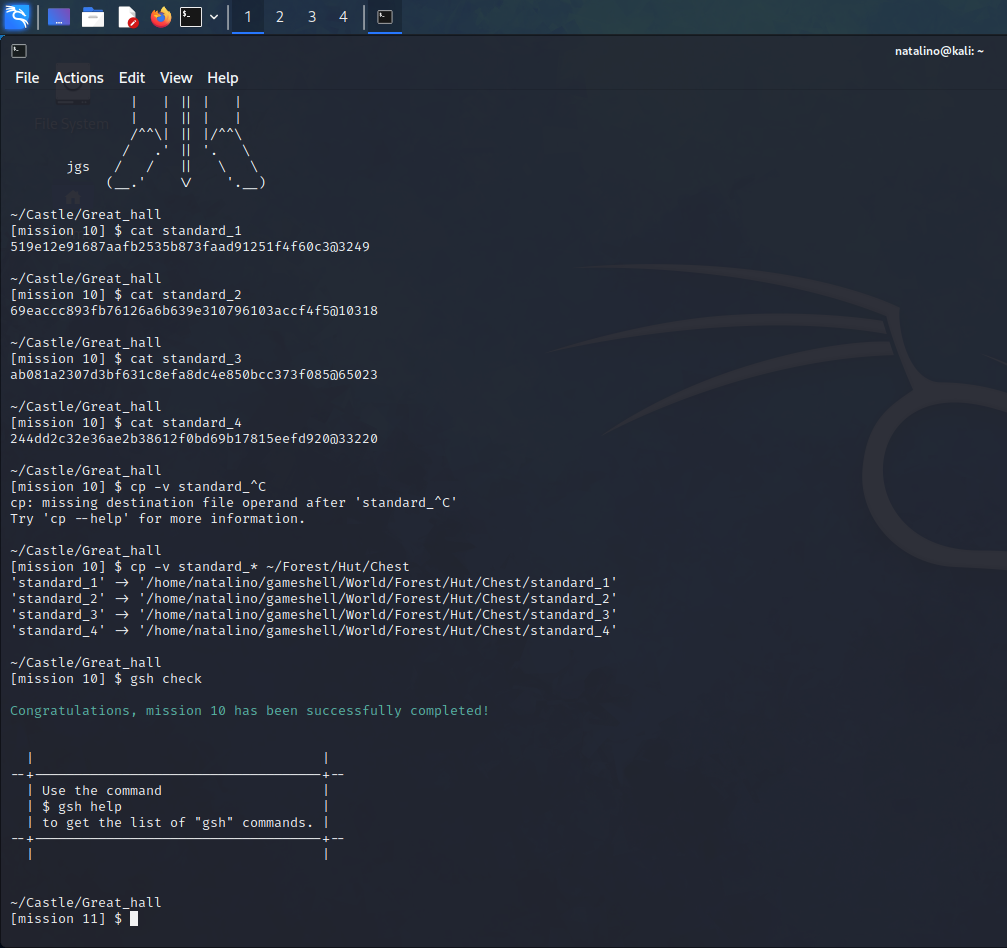 1 2 3 4
natalino@kali: ~
File Actions Edit View Help
File System
jgs
~/Castle/Great_hall
[mission 10] $ cat standard_1
519e12e91687aafb2535b873faad91251f4f60c3@3249
~/Castle/Great_hall
[mission 10] $ cat standard_2
69eaccc893fb76126a6b639e310796103accf4f5@10318
~/Castle/Great_hall
[mission 10] $ cat standard_3
ab081a2307d3bf631c8efa8dc4e850bcc373f085@65023
~/Castle/Great_hall
[mission 10] $ cat standard_4
244dd2c32e36ae2b38612f0bd69b17815eefd920@33220
~/Castle/Great_hall
[mission 10] $ cp -v standard_^C
cp: missing destination file operand after 'standard_^C'
Try 'cp --help' for more information.
~/Castle/Great_hall
[mission 10] $ cp -v standard_* ~/Forest/Hut/Chest
'standard_1' -> '/home/natalino/gameshell/World/Forest/Hut/Chest/standard_1'
'standard_2' -> '/home/natalino/gameshell/World/Forest/Hut/Chest/standard_2'
'standard_3' -> '/home/natalino/gameshell/World/Forest/Hut/Chest/standard_3'
'standard_4' -> '/home/natalino/gameshell/World/Forest/Hut/Chest/standard_4'
~/Castle/Great_hall
[mission 10] $ gsh check
Congratulations, mission 10 has been successfully completed!
Use the command
$ gsh help
to get the list of "gsh" commands.
~/Castle/Great_hall
[mission 11] $